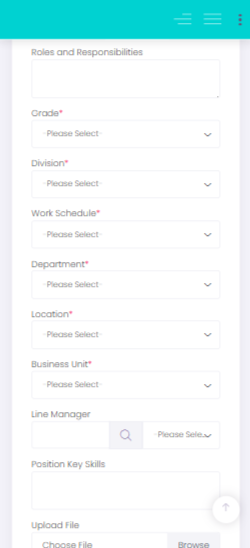 Roles and Responsibilities
Grade*
- Please Select -
Division*
- Please Select -
Work Schedule*
- Please Select -
Department*
- Please Select -
Location*
- Please Select -
Business Unit*
- Please Select -
Line Manager
- Please Sele...
Position Key Skills
Upload File
Choose File Browse